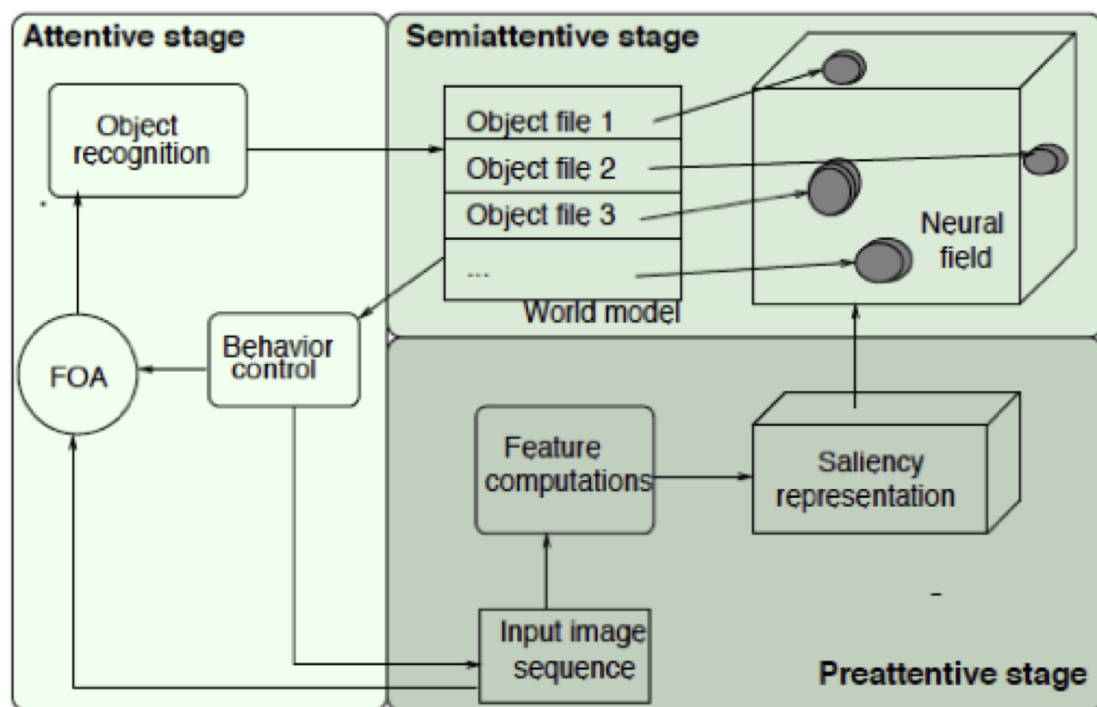 Attentive stage
Object
recognition
FOA
Behavior
control
Semiattentive stage
Object file 1
Object file 2
Object file 3
...
World model
Neural
field
Feature
computations
Saliency
representation
Input image
sequence
Preattentive stage